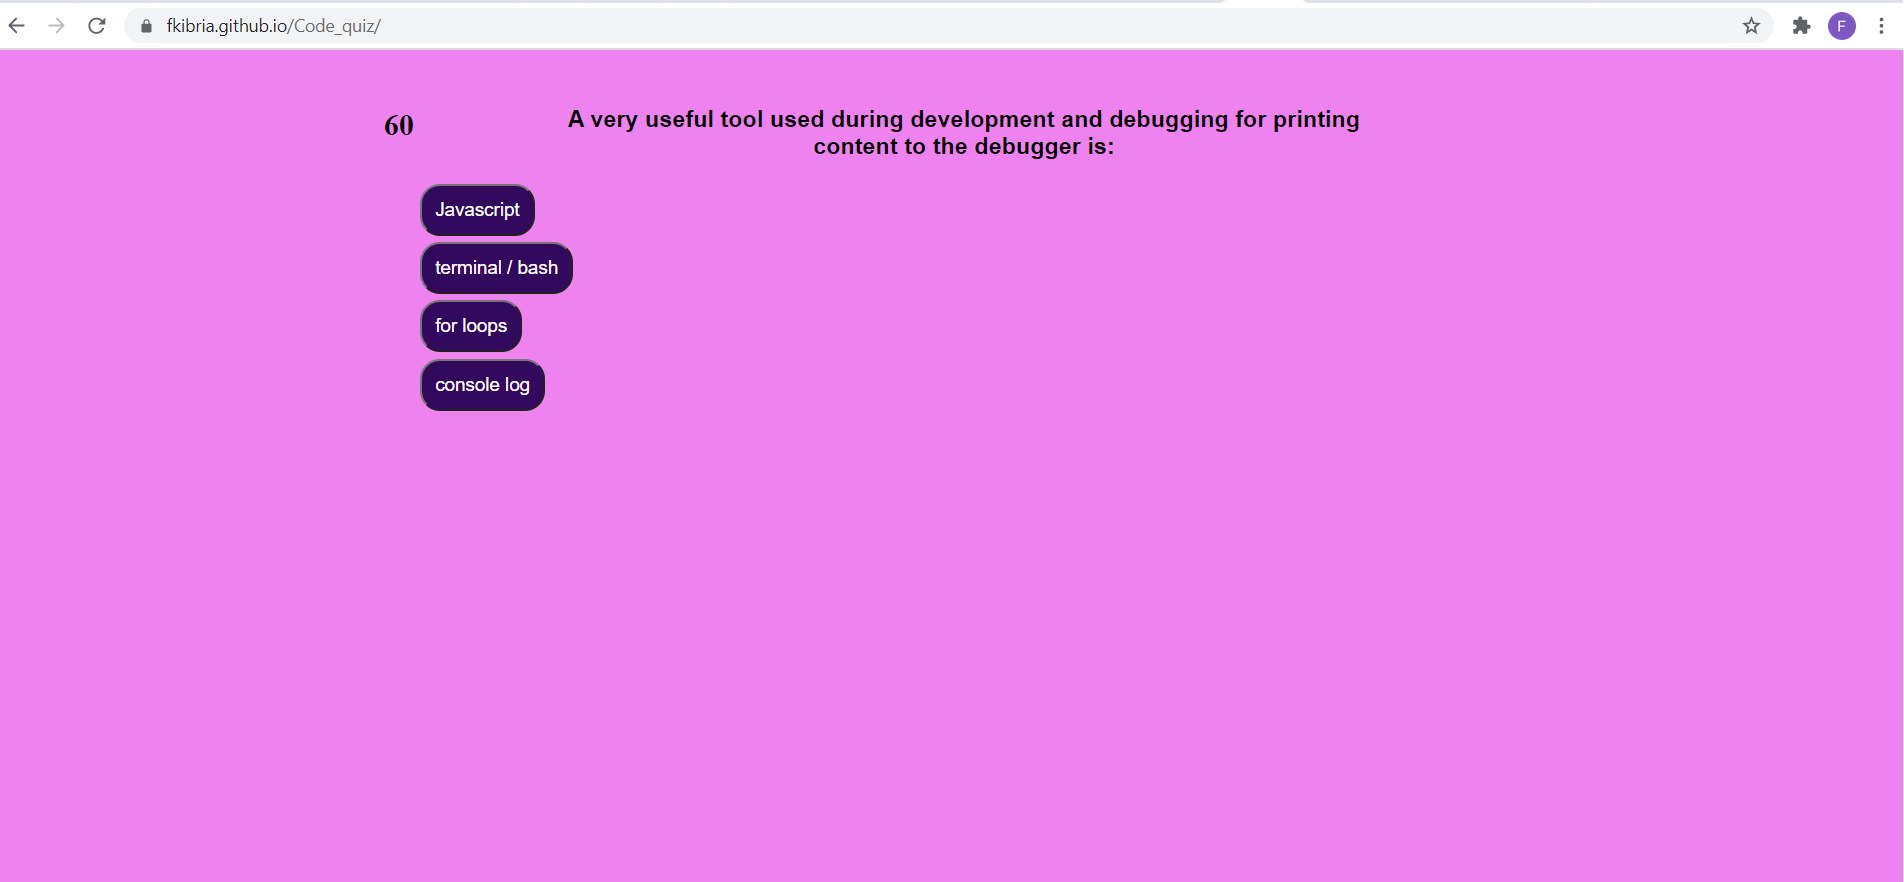 fkibria.github.io/Code_quiz/
F
60
A very useful tool used during development and debugging for printing
content to the debugger is:
Javascript
terminal / bash
for loops
console log